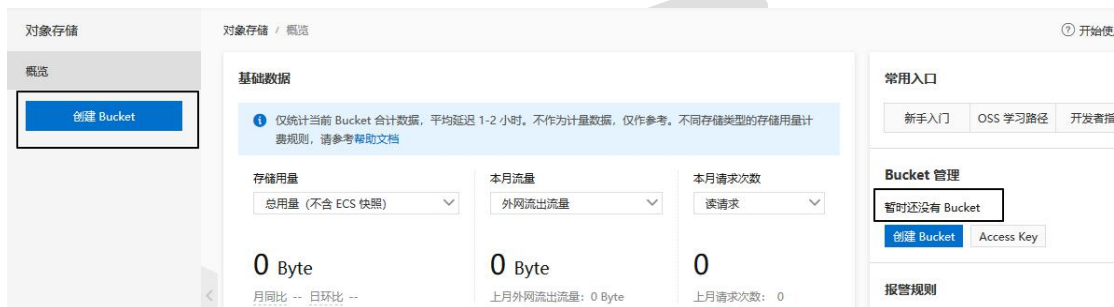 对象存储
对象存储 / 概览
开始使
概览
创建 Bucket
基础数据
仅统计当前 Bucket 合计数据，平均延迟 1-2 小时。不作为计量数据，仅作参考。不同存储类型的存储用量计
费规则，请参考帮助文档
存储用量
本月流量
本月请求次数
总用量（不含 ECS 快照）
外网流出流量
读请求
0 Byte
0 Byte
0
月同比 -- 日环比 --
上月外网流出流量：0 Byte
上月请求次数： 0
常用入口
新手入门
OSS 学习路径
开发者指
Bucket 管理
暂时还没有 Bucket
创建 Bucket
Access Key
报警规则